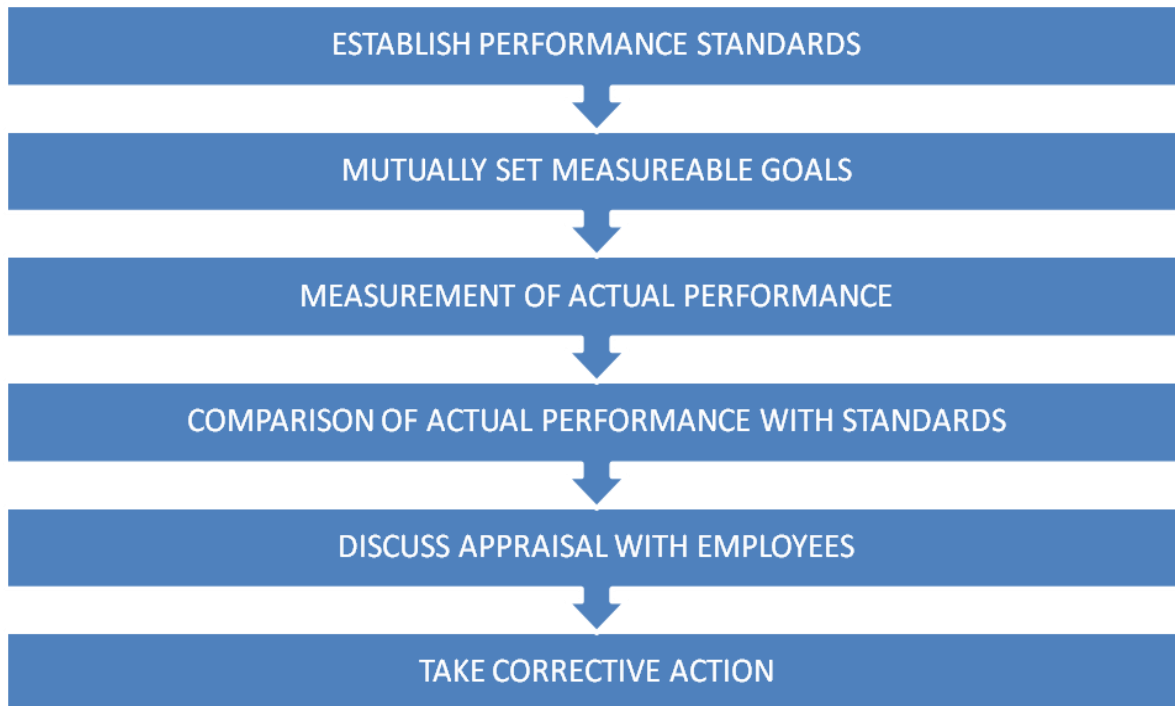 ESTABLISH PERFORMANCE STANDARDS
MUTUALLY SET MEASUREABLE GOALS
MEASUREMENT OF ACTUAL PERFORMANCE
COMPARISON OF ACTUAL PERFORMANCE WITH STANDARDS
DISCUSS APPRAISAL WITH EMPLOYEES
TAKE CORRECTIVE ACTION